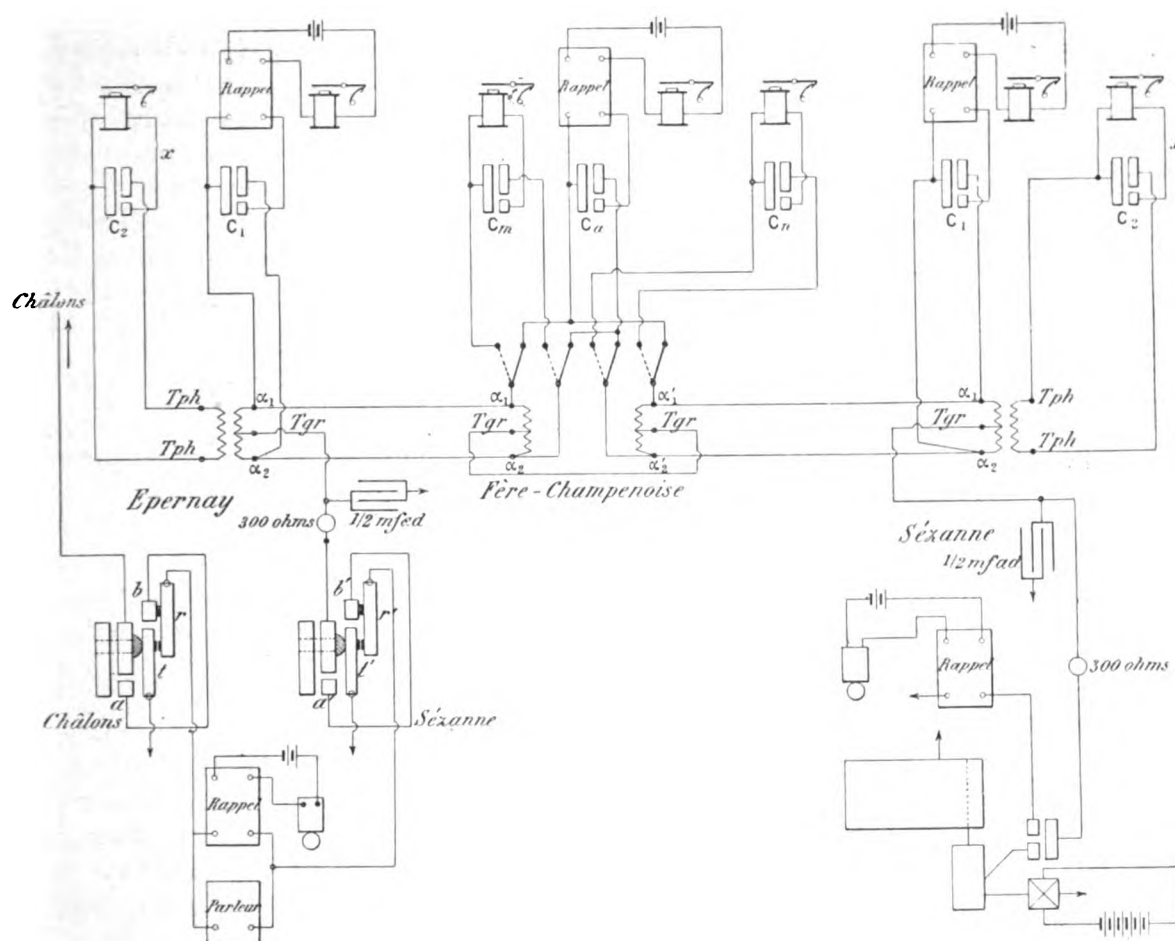 Rappel
Rappel
Rappel
x
C2
C1
Cm
Ca
Cn
C1
C2
Châlons
Tph
α1
Tgr
α1
α'1
Tgr
α1
Tph
Tph
α2
α2
α'2
α2
Tph
Epernay
Fère-Champenoise
Sézanne
300 ohms
1/2 mfed
1/2 mfad
b
r
b'
r'
t
t'
a
a
Châlons
Sézanne
Rappel
300 ohms
Rappel
Parleur